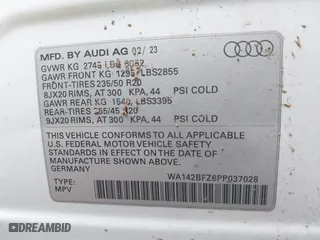 MFD. BY AUDI AG 02/23
GVWR KG 2745 LBS 6052
GAWR FRONT KG 1295 LBS2855
FRONT-TIRES 235/50 R20
8JX20 RIMS, AT 300 KPA, 44 PSI COLD
GAWR REAR KG 1540 LBS3395
REAR-TIRES 255/45 R20
9JX20 RIMS, AT 300 KPA, 44 PSI COLD
THIS VEHICLE CONFORMS TO ALL APPLICABLE
U.S. FEDERAL MOTOR VEHICLE SAFETY
STANDARDS IN EFFECT ON THE DATE OF
MANUFACTURE SHOWN ABOVE.
TYPE: WA142BFZ6PP037028
MPV
DRIVEAUTOBID